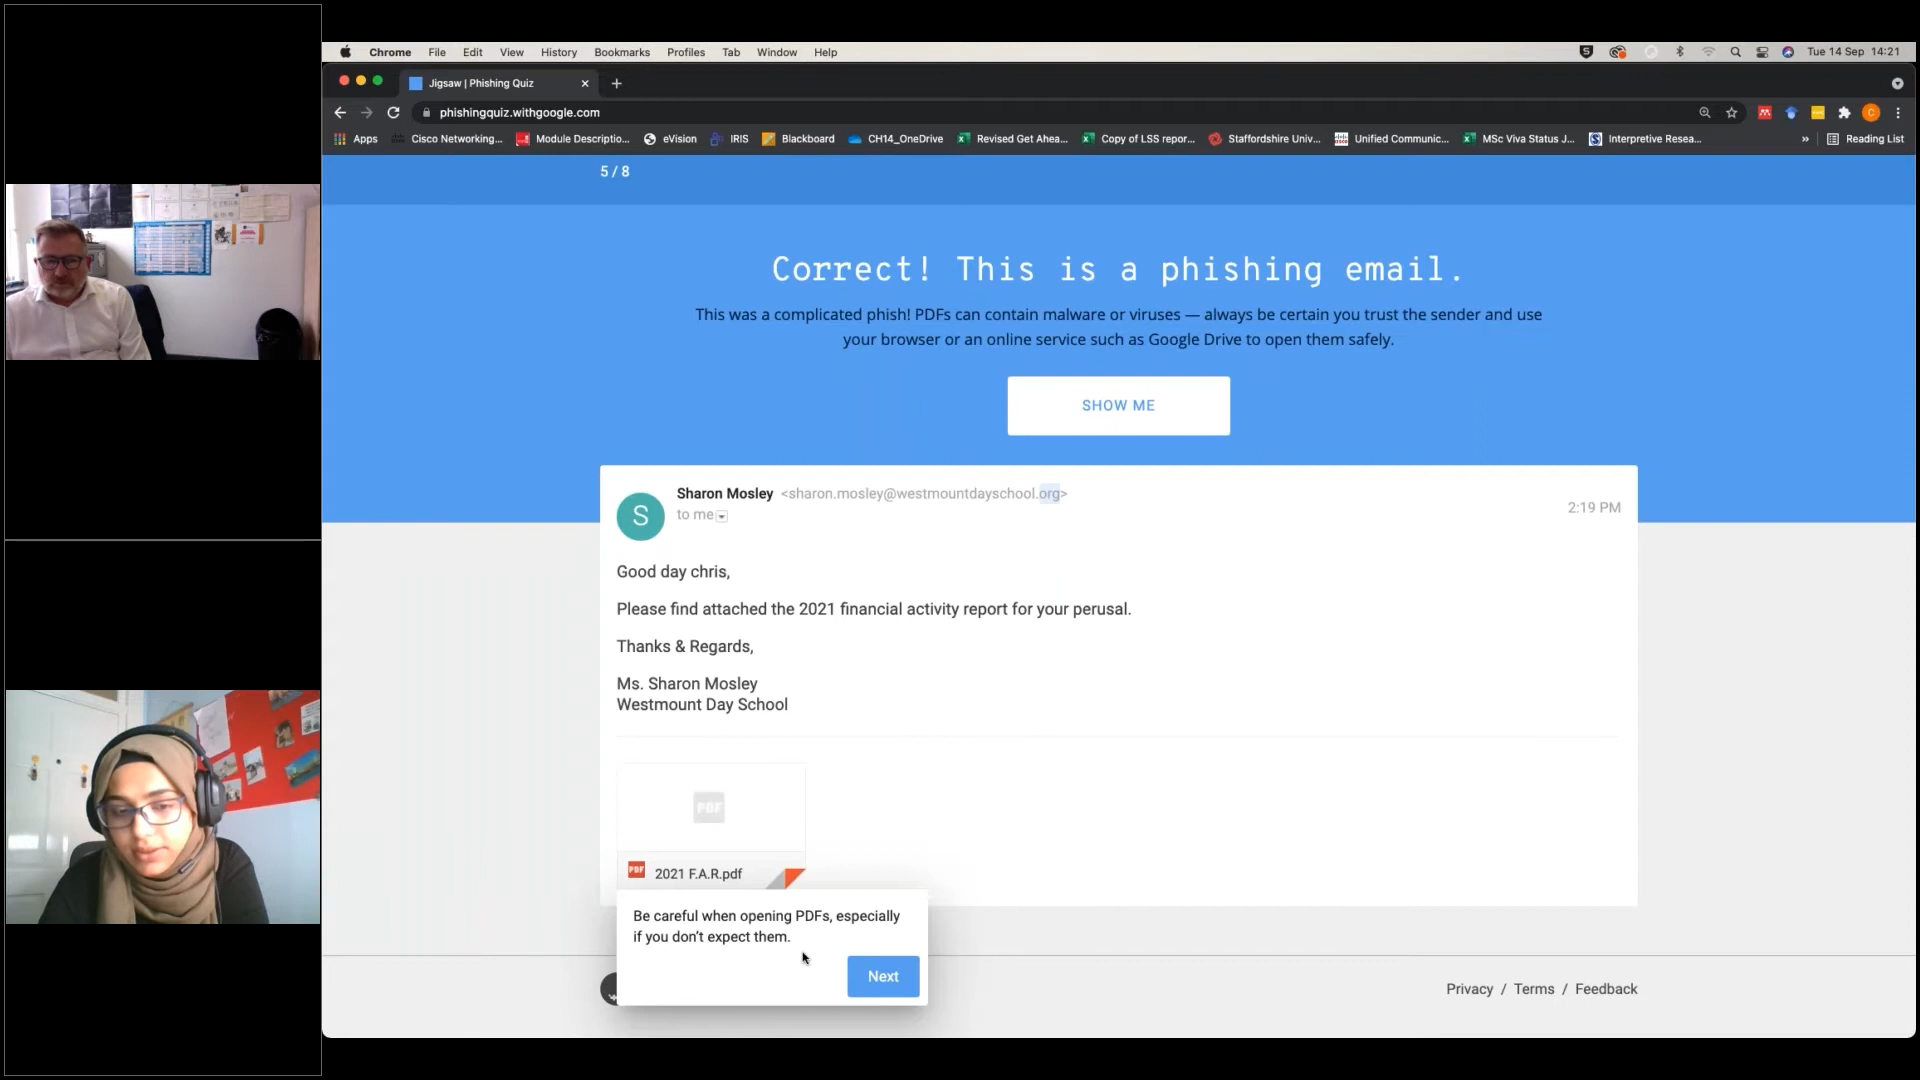 Chrome File Edit View History Bookmarks Profiles Tab Window Help Tue 14 Sep 14:21
Jigsaw | Phishing Quiz
phishingquiz.withgoogle.com
Apps Cisco Networking... Module Descriptio... eVision IRIS Blackboard CH14_OneDrive Revised Get Ahea... Copy of LSS repor... Staffordshire Univ... Unified Communic... MSc Viva Status J... Interpretive Resea... » Reading List
5 / 8
Correct! This is a phishing email.
This was a complicated phish! PDFs can contain malware or viruses — always be certain you trust the sender and use
your browser or an online service such as Google Drive to open them safely.
SHOW ME
S
Sharon Mosley <sharon.mosley@westmountdayschool.org>
to me
2:19 PM
Good day chris,
Please find attached the 2021 financial activity report for your perusal.
Thanks & Regards,
Ms. Sharon Mosley
Westmount Day School
PDF
PDF 2021 F.A.R.pdf
Be careful when opening PDFs, especially
if you don't expect them.
Next
Privacy / Terms / Feedback